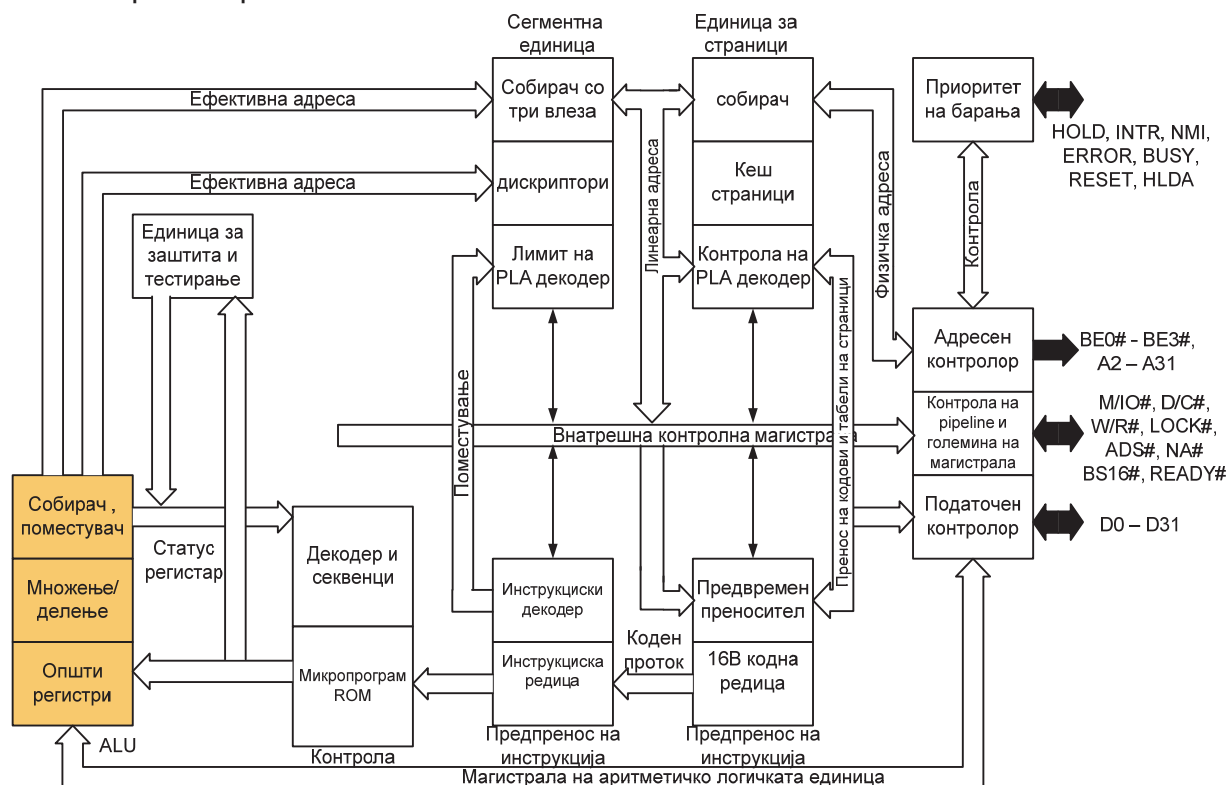 Сегментна
единица
Единица за
страници
Собирач со
три влеза
собирач
Приоритет
на барања
Ефективна адреса
HOLD, INTR, NMI,
ERROR, BUSY,
RESET, HLDA
дискриптори
Кеш
страници
Ефективна адреса
Линеарна адреса
Физичка адреса
Контрола
Единица за
заштита и
тестирање
Лимит на
PLA декодер
Контрола на
PLA декодер
Адресен
контролор
BE0# - BE3#,
A2 – A31
Поместување
Пренос на кодови и табели на страници
Внатрешна контролна магистрала
Контрола на
pipeline и
големина на
магистрала
M/IO#, D/C#,
W/R#, LOCK#,
ADS#, NA#
BS16#, READY#
Собирач ,
поместувач
Податочен
контролор
D0 – D31
Статус
регистар
Декодер и
секвенци
Множење/
делење
Инструкциски
декодер
Предвремен
преносител
Општи
регистри
Микропрограм
ROM
Инструкциска
редица
Коден
проток
16B кодна
редица
ALU
Контрола
Предпренос на
инструкција
Предпренос на
инструкција
Магистрала на аритметичко логичката единица